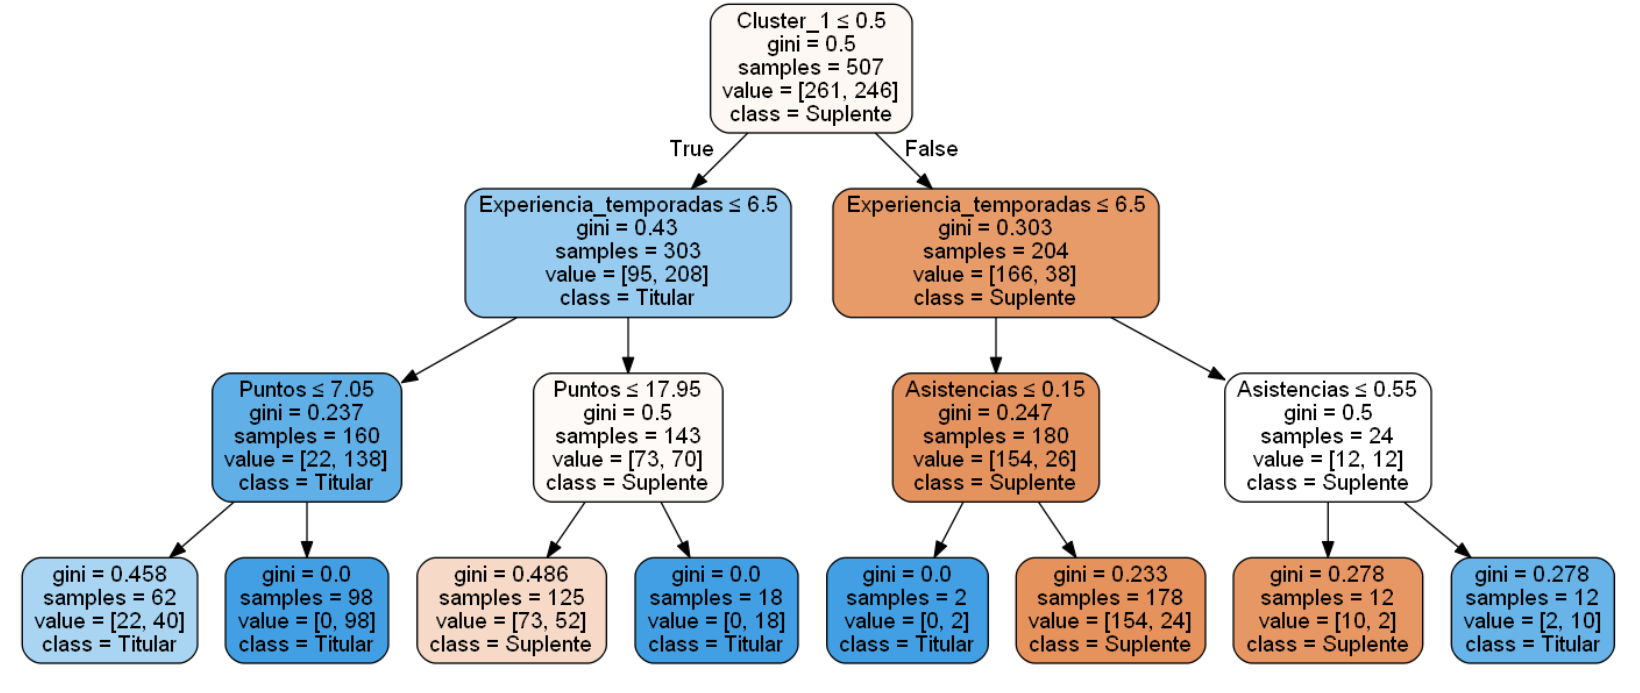 Cluster_1 ≤ 0.5
gini = 0.5
samples = 507
value = [261, 246]
class = Suplente
True
False
Experiencia_temporadas ≤ 6.5
gini = 0.43
samples = 303
value = [95, 208]
class = Titular
Experiencia_temporadas ≤ 6.5
gini = 0.303
samples = 204
value = [166, 38]
class = Suplente
Puntos ≤ 7.05
gini = 0.237
samples = 160
value = [22, 138]
class = Titular
Puntos ≤ 17.95
gini = 0.5
samples = 143
value = [73, 70]
class = Suplente
Asistencias ≤ 0.15
gini = 0.247
samples = 180
value = [154, 26]
class = Suplente
Asistencias ≤ 0.55
gini = 0.5
samples = 24
value = [12, 12]
class = Suplente
gini = 0.458
samples = 62
value = [22, 40]
class = Titular
gini = 0.0
samples = 98
value = [0, 98]
class = Titular
gini = 0.486
samples = 125
value = [73, 52]
class = Suplente
gini = 0.0
samples = 18
value = [0, 18]
class = Titular
gini = 0.0
samples = 2
value = [0, 2]
class = Titular
gini = 0.233
samples = 178
value = [154, 24]
class = Suplente
gini = 0.278
samples = 12
value = [10, 2]
class = Suplente
gini = 0.278
samples = 12
value = [2, 10]
class = Titular